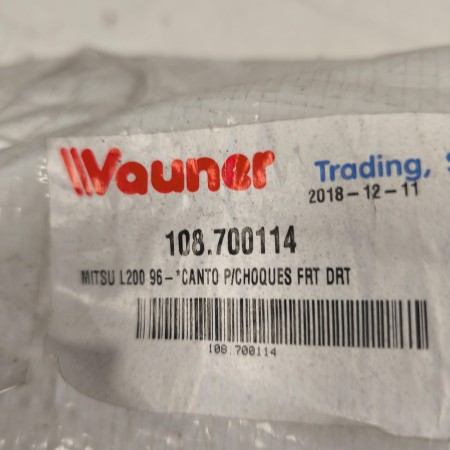 Vauner Trading, S
2018-12-11
108.700114
MITSU L200 96-*CANTO P/CHOQUES FRT DRT
108.700114